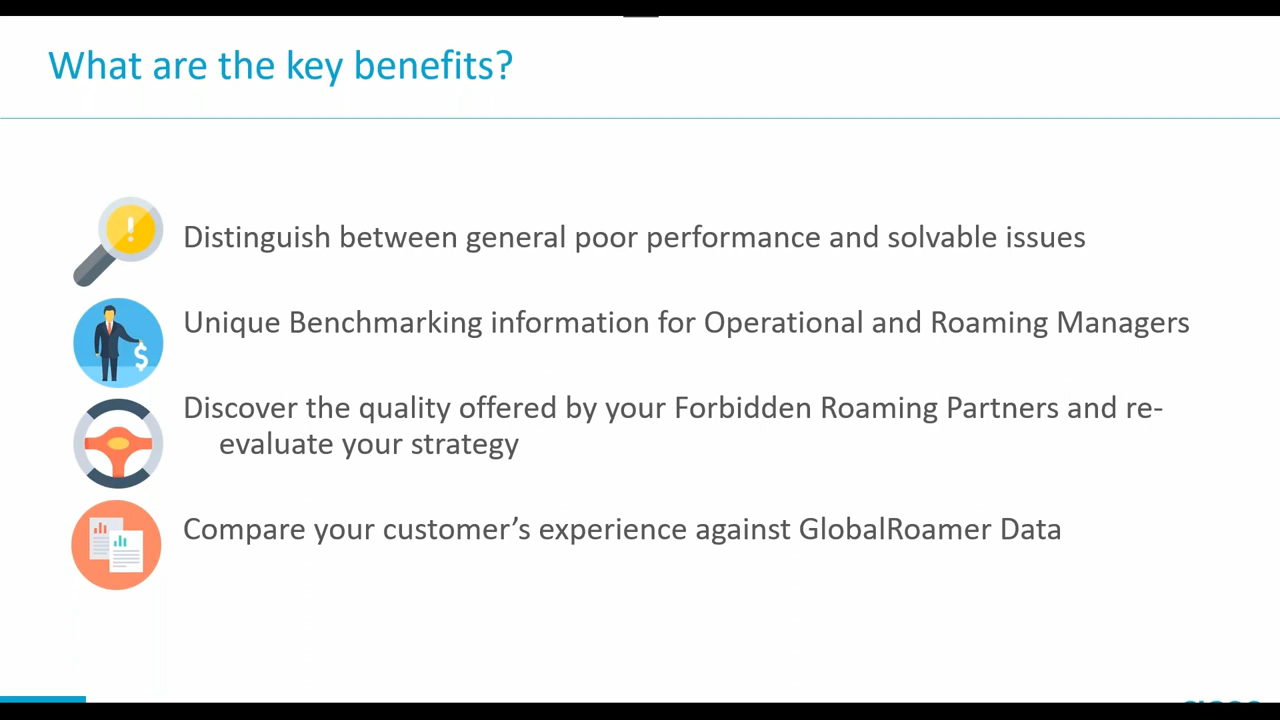 What are the key benefits?
Distinguish between general poor performance and solvable issues
Unique Benchmarking information for Operational and Roaming Managers
Discover the quality offered by your Forbidden Roaming Partners and re-
evaluate your strategy
Compare your customer’s experience against GlobalRoamer Data